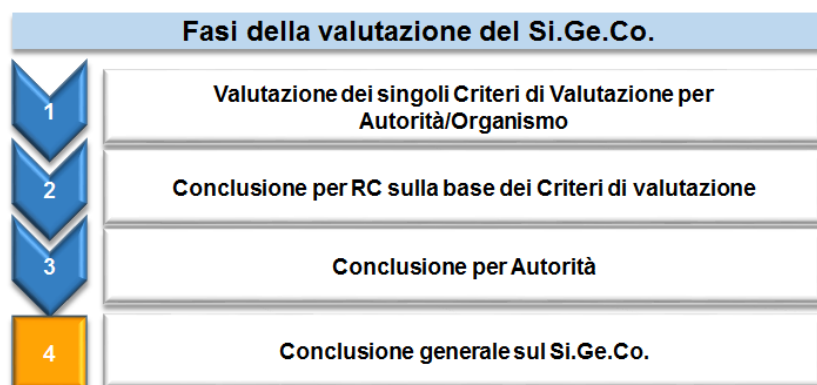 Fasi della valutazione del Si.Ge.Co.
1
Valutazione dei singoli Criteri di Valutazione per
Autorità/Organismo
2
Conclusione per RC sulla base dei Criteri di valutazione
3
Conclusione per Autorità
4
Conclusione generale sul Si.Ge.Co.